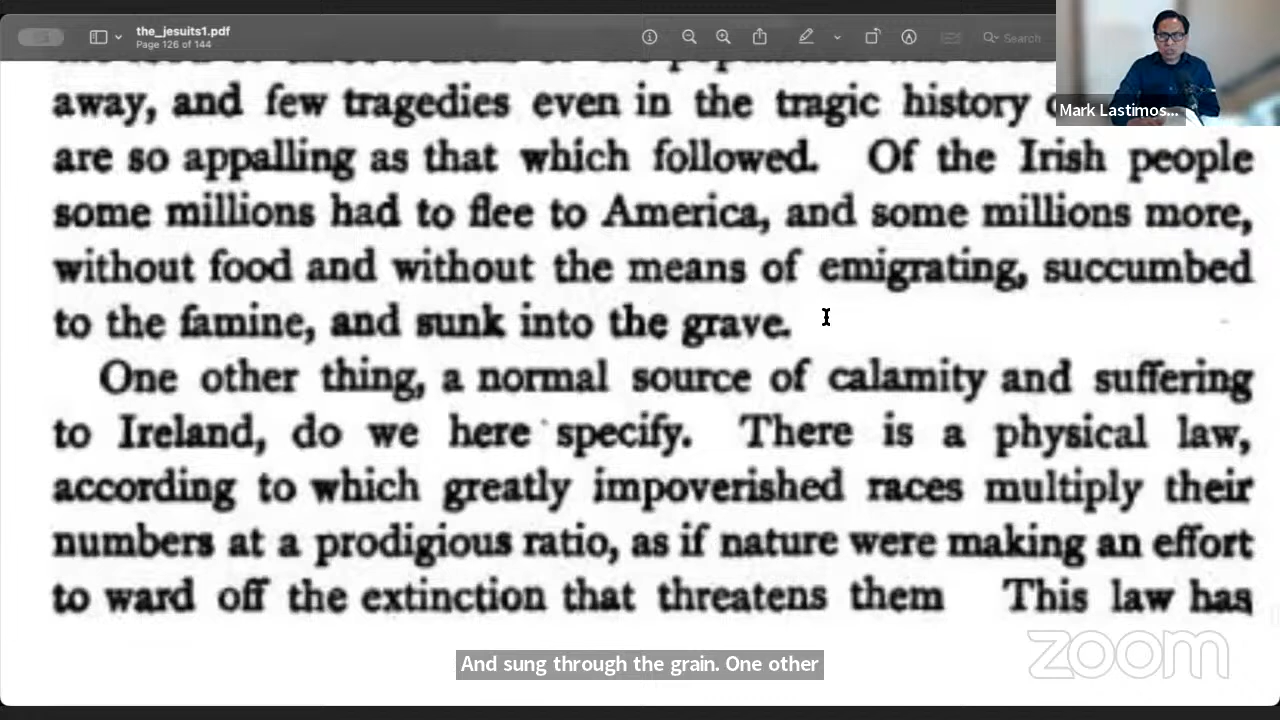 the_jesuits1.pdf
Page 126 of 144
Search
Mark Lastimos...
away, and few tragedies even in the tragic history
are so appalling as that which followed. Of the Irish people
some millions had to flee to America, and some millions more,
without food and without the means of emigrating, succumbed
to the famine, and sunk into the grave.
One other thing, a normal source of calamity and suffering
to Ireland, do we here specify. There is a physical law,
according to which greatly impoverished races multiply their
numbers at a prodigious ratio, as if nature were making an effort
to ward off the extinction that threatens them This law has
And sung through the grain. One other
zoom